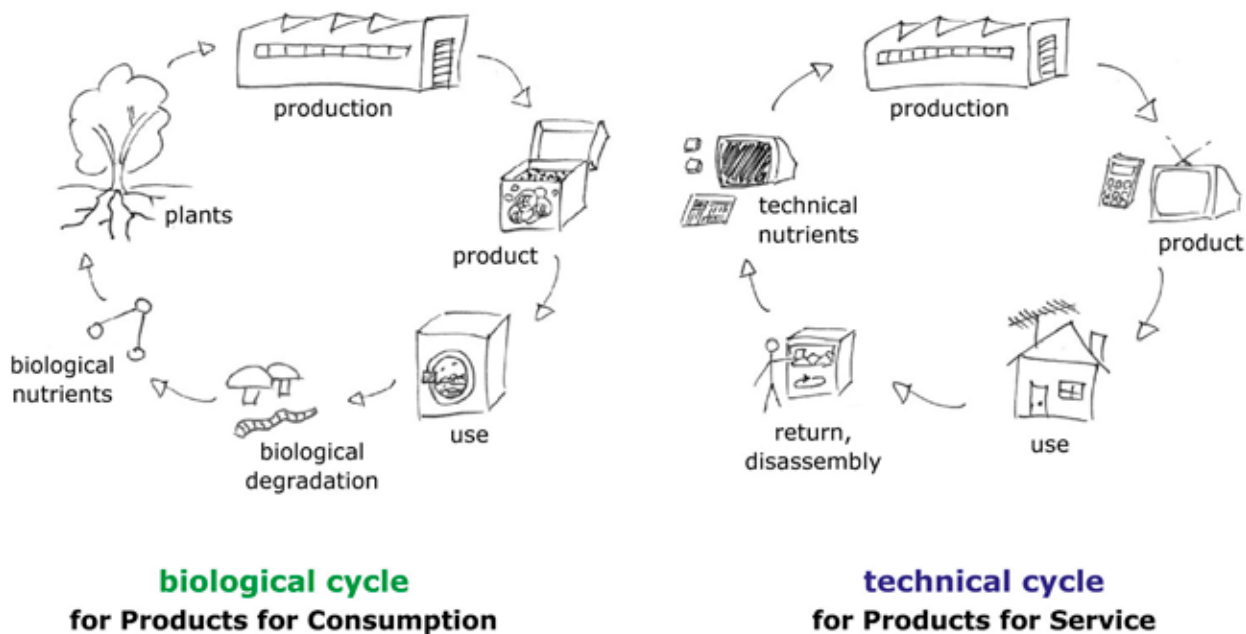 production
plants
product
biological
nutrients
use
biological
degradation
production
technical
nutrients
product
return,
disassembly
use
biological cycle
for Products for Consumption
technical cycle
for Products for Service